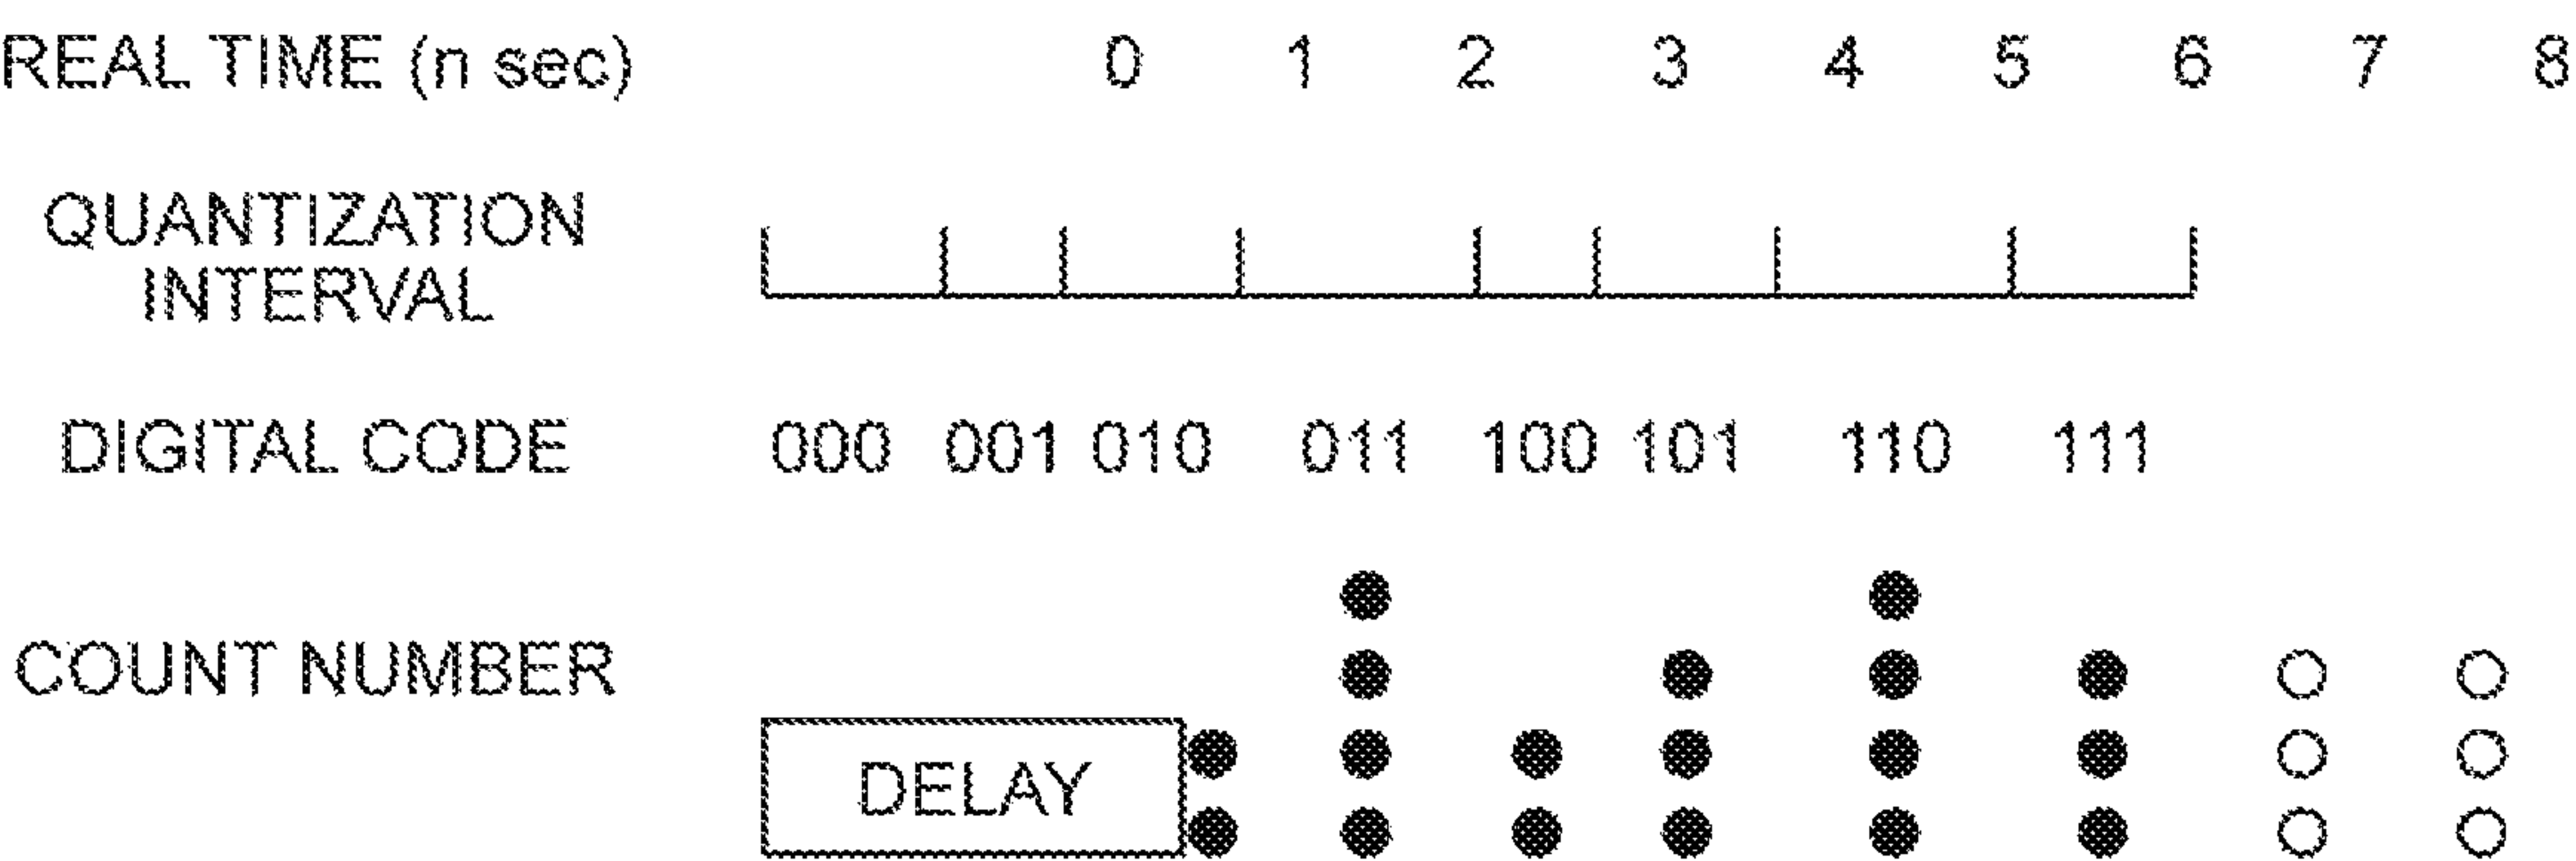 REAL TIME (n sec) 0 1 2 3 4 5 6 7 8
QUANTIZATION
INTERVAL
DIGITAL CODE 000 001 010 011 100 101 110 111
COUNT NUMBER
DELAY